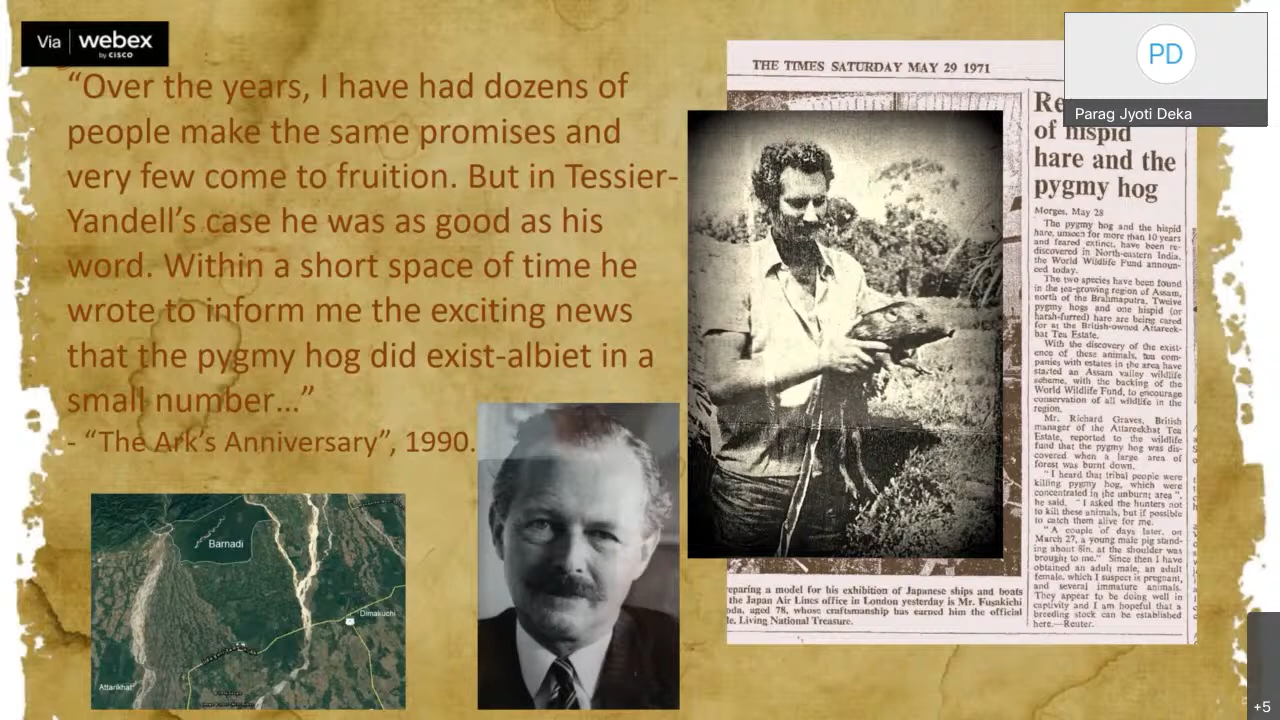 Via webex
by CISCO
“Over the years, I have had dozens of
people make the same promises and
very few come to fruition. But in Tessier-
Yandell’s case he was as good as his
word. Within a short space of time he
wrote to inform me the exciting news
that the pygmy hog did exist-albiet in a
small number…”
- “The Ark’s Anniversary”, 1990.
Barnadi
Dimakuchi
Attarikhat
THE TIMES SATURDAY MAY 29 1971
PD
Parag Jyoti Deka
Re
of hispid
hare and the
pygmy hog
Morges, May 28
The pygmy hog and the hispid
hare, unseen for more than 10 years
and feared extinct, have been re-
discovered in North-eastern India,
the World Wildlife Fund announ-
ced today.
The two species have been found
in the tea-growing region of Assam,
north of the Brahmaputra. Twelve
pygmy hogs and one hispid (or
harsh-furred) hare are being cared
for at the British-owned Attareek-
hat Tea Estate.
With the discovery of the exist-
ence of these animals, tea com-
panies with estates in the area have
started an Assam valley wildlife
scheme, with the backing of the
World Wildlife Fund, to encourage
conservation of all wildlife in the
region.
Mr. Richard Graves, British
manager of the Attareekhat Tea
Estate, reported to the wildlife
fund that the pygmy hog was dis-
covered when a large area of
forest was burnt down.
“I heard that tribal people were
killing pygmy hog, which were
concentrated in the unburnt area”,
he said. “I asked the hunters not
to kill these animals, but if possible
to catch them alive for me.
“A couple of days later, on
March 27, a young male pig stand-
ing about 8in. at the shoulder was
brought to me.” Since then I have
obtained an adult male, an adult
female, which I suspect is pregnant,
and several immature animals.
They appear to be doing well in
captivity and I am hopeful that a
breeding stock can be established
here.—Reuter.
eparing a model for his exhibition of Japanese ships and boats
the Japan Air Lines office in London yesterday is Mr. Fusakichi
oda, aged 78, whose craftsmanship has earned him the official
e, Living National Treasure.
+5